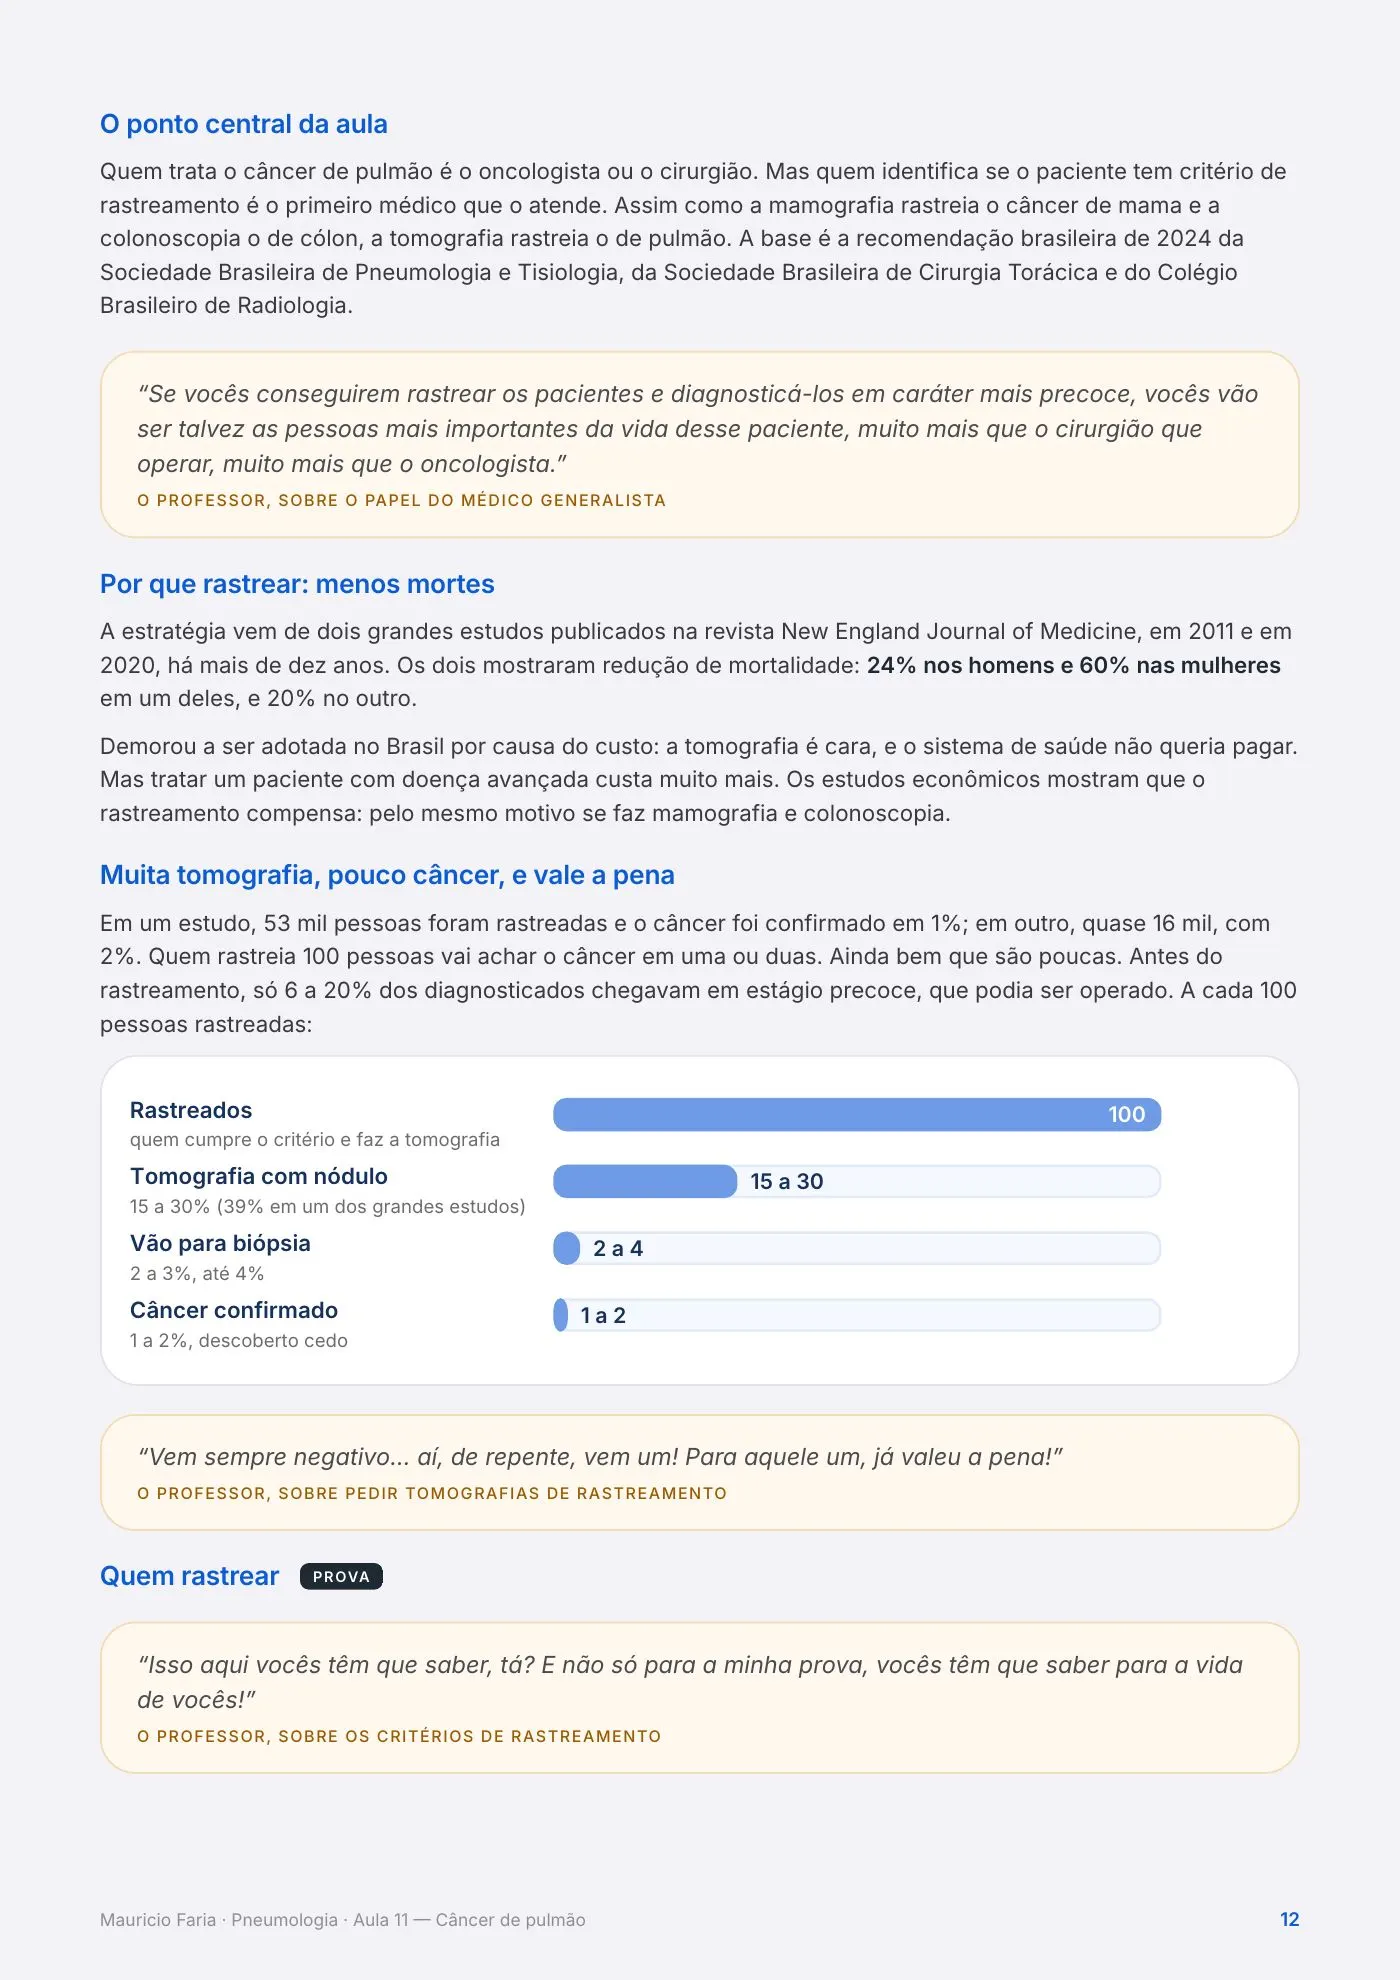 O ponto central da aula
Quem trata o câncer de pulmão é o oncologista ou o cirurgião. Mas quem identifica se o paciente tem critério de
rastreamento é o primeiro médico que o atende. Assim como a mamografia rastreia o câncer de mama e a
colonoscopia o de cólon, a tomografia rastreia o de pulmão. A base é a recomendação brasileira de 2024 da
Sociedade Brasileira de Pneumologia e Tisiologia, da Sociedade Brasileira de Cirurgia Torácica e do Colégio
Brasileiro de Radiologia.
“Se vocês conseguirem rastrear os pacientes e diagnosticá-los em caráter mais precoce, vocês vão
ser talvez as pessoas mais importantes da vida desse paciente, muito mais que o cirurgião que
operar, muito mais que o oncologista.”
O PROFESSOR, SOBRE O PAPEL DO MÉDICO GENERALISTA
Por que rastrear: menos mortes
A estratégia vem de dois grandes estudos publicados na revista New England Journal of Medicine, em 2011 e em
2020, há mais de dez anos. Os dois mostraram redução de mortalidade: 24% nos homens e 60% nas mulheres
em um deles, e 20% no outro.
Demorou a ser adotada no Brasil por causa do custo: a tomografia é cara, e o sistema de saúde não queria pagar.
Mas tratar um paciente com doença avançada custa muito mais. Os estudos econômicos mostram que o
rastreamento compensa: pelo mesmo motivo se faz mamografia e colonoscopia.
Muita tomografia, pouco câncer, e vale a pena
Em um estudo, 53 mil pessoas foram rastreadas e o câncer foi confirmado em 1%; em outro, quase 16 mil, com
2%. Quem rastreia 100 pessoas vai achar o câncer em uma ou duas. Ainda bem que são poucas. Antes do
rastreamento, só 6 a 20% dos diagnosticados chegavam em estágio precoce, que podia ser operado. A cada 100
pessoas rastreadas:
Rastreados
100
quem cumpre o critério e faz a tomografia
Tomografia com nódulo
15 a 30
15 a 30% (39% em um dos grandes estudos)
Vão para biópsia
2 a 4
2 a 3%, até 4%
Câncer confirmado
1 a 2
1 a 2%, descoberto cedo
“Vem sempre negativo... aí, de repente, vem um! Para aquele um, já valeu a pena!”
O PROFESSOR, SOBRE PEDIR TOMOGRAFIAS DE RASTREAMENTO
Quem rastrear PROVA
“Isso aqui vocês têm que saber, tá? E não só para a minha prova, vocês têm que saber para a vida
de vocês!”
O PROFESSOR, SOBRE OS CRITÉRIOS DE RASTREAMENTO
Mauricio Faria · Pneumologia · Aula 11 — Câncer de pulmão
12